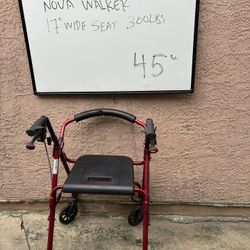 NOVA WALKER
17" WIDE SEAT 300LBS
45°°